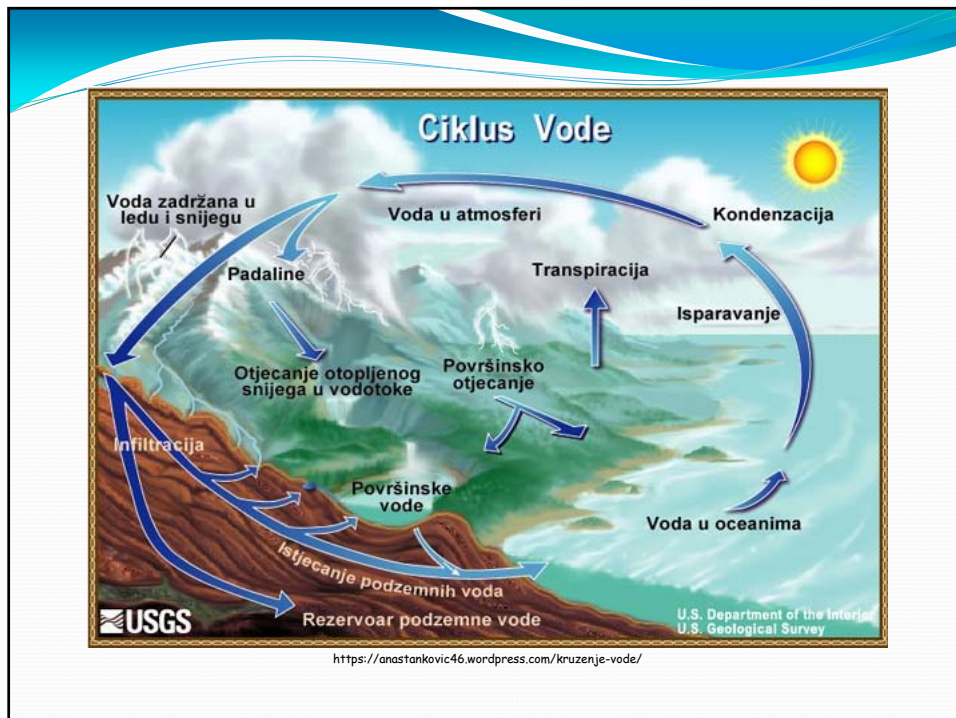 Ciklus Vode
Voda zadržana u
ledu i snijegu
Voda u atmosferi
Kondenzacija
Padaline
Transpiracija
Isparavanje
Otjecanje otopljenog
snijega u vodotoke
Površinsko
otjecanje
Infiltracija
Površinske
vode
Voda u oceanima
Istjecanje podzemnih voda
Rezervoar podzemne vode
USGS
U.S. Department of the Interior
U.S. Geological Survey
https://anastankovic46.wordpress.com/kruzenje-vode/